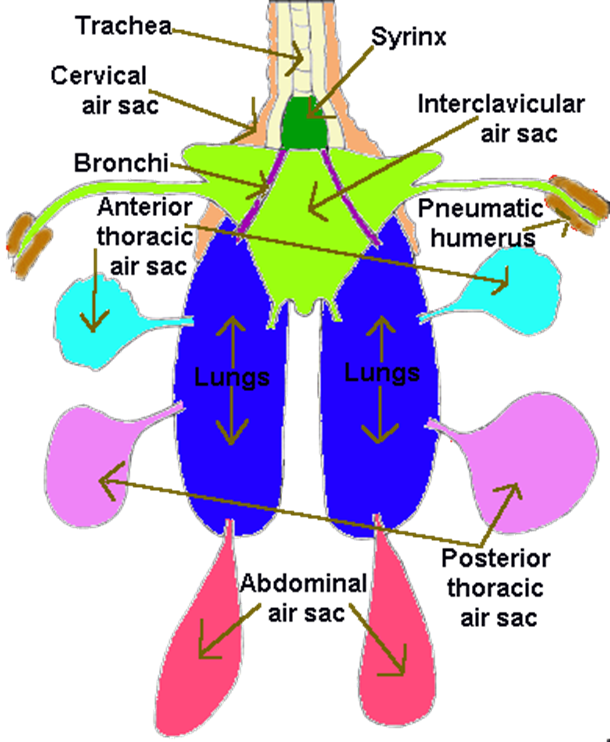 Trachea
Syrinx
Cervical
air sac
Interclavicular
air sac
Bronchi
Anterior
thoracic
air sac
Pneumatic
humerus
Lungs
Lungs
Posterior
thoracic
air sac
Abdominal
air sac